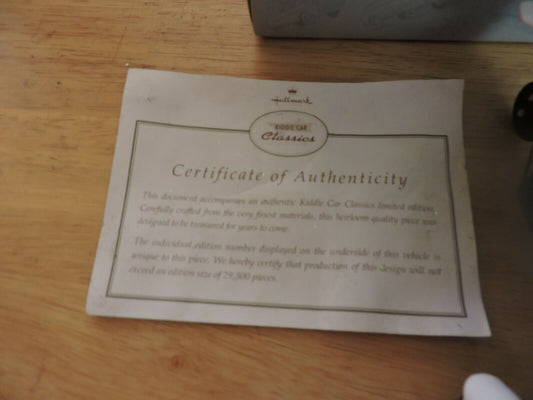 Hallmark
KIDDIE CAR
Classics
Certificate of Authenticity
This document accompanies an authentic Kiddie Car Classics limited edition.
Carefully crafted from the very finest materials, this heirloom-quality piece was
designed to be treasured for years to come.
The individual edition number displayed on the underside of this vehicle is
unique to this piece. We hereby certify that production of this design will not
exceed an edition size of 29,500 pieces.